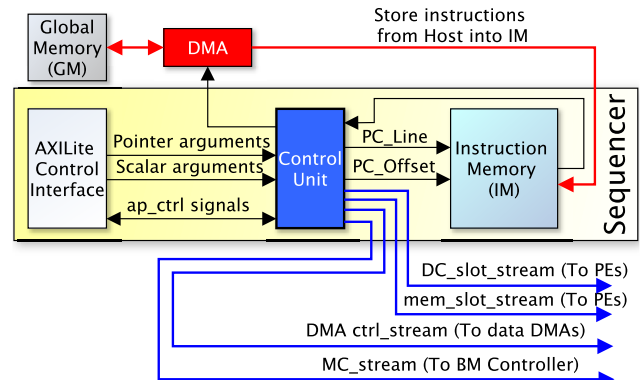 Global
Memory
(GM)
DMA
Store instructions
from Host into IM
AXILite
Control
Interface
Pointer arguments
Scalar arguments
ap_ctrl signals
Control
Unit
PC_Line
PC_Offset
Instruction
Memory
(IM)
Sequencer
DC_slot_stream (To PEs)
mem_slot_stream (To PEs)
DMA ctrl_stream (To data DMAs)
MC_stream (To BM Controller)